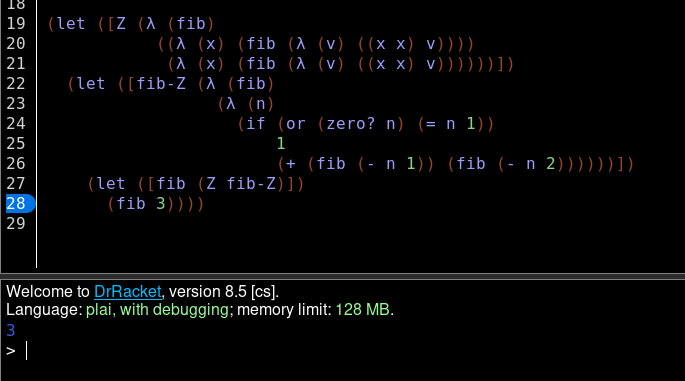 18
19 (let ([Z (λ (fib)
20 ((λ (x) (fib (λ (v) ((x x) v))))
21 (λ (x) (fib (λ (v) ((x x) v))))))])
22 (let ([fib-Z (λ (fib)
23 (λ (n)
24 (if (or (zero? n) (= n 1))
25 1
26 (+ (fib (- n 1)) (fib (- n 2))))))])
27 (let ([fib (Z fib-Z)])
28 (fib 3))))
29
Welcome to DrRacket, version 8.5 [cs].
Language: plai, with debugging; memory limit: 128 MB.
3
>